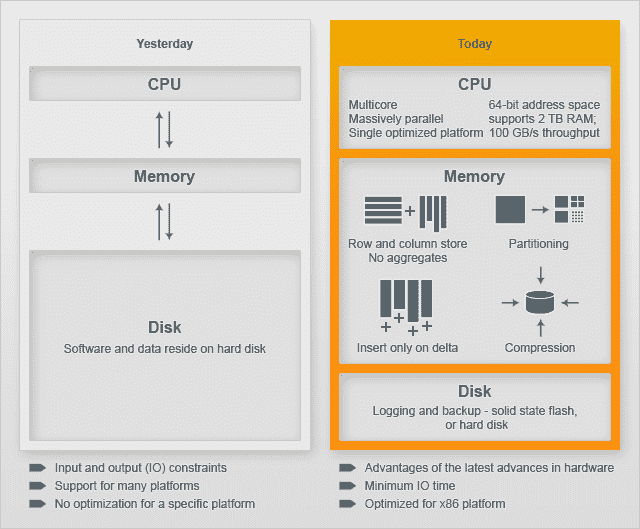 Yesterday
CPU
Memory
Disk
Software and data reside on hard disk
Input and output (IO) constraints
Support for many platforms
No optimization for a specific platform
Today
CPU
Multicore
Massively parallel
Single optimized platform
64-bit address space
supports 2 TB RAM;
100 GB/s throughput
Memory
Row and column store
No aggregates
Partitioning
Insert only on delta
Compression
Disk
Logging and backup - solid state flash,
or hard disk
Advantages of the latest advances in hardware
Minimum IO time
Optimized for x86 platform